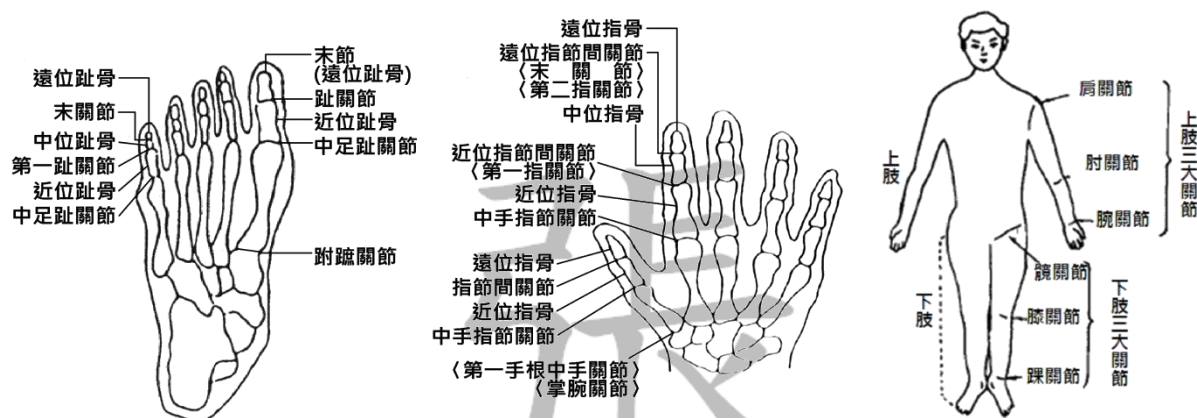 末節
(遠位趾骨)
趾關節
近位趾骨
中足趾關節
跗蹠關節
遠位趾骨
末關節
中位趾骨
第一趾關節
近位趾骨
中足趾關節
遠位指骨
遠位指節間關節
〈末關節〉
〈第二指關節〉
中位指骨
近位指節間關節
〈第一指關節〉
近位指骨
中手指節關節
遠位指骨
指節間關節
近位指骨
中手指節關節
〈第一手根中手關節〉
〈掌腕關節〉
肩關節
肘關節
腕關節
上肢三大關節
上肢
髖關節
膝關節
踝關節
下肢三大關節
下肢